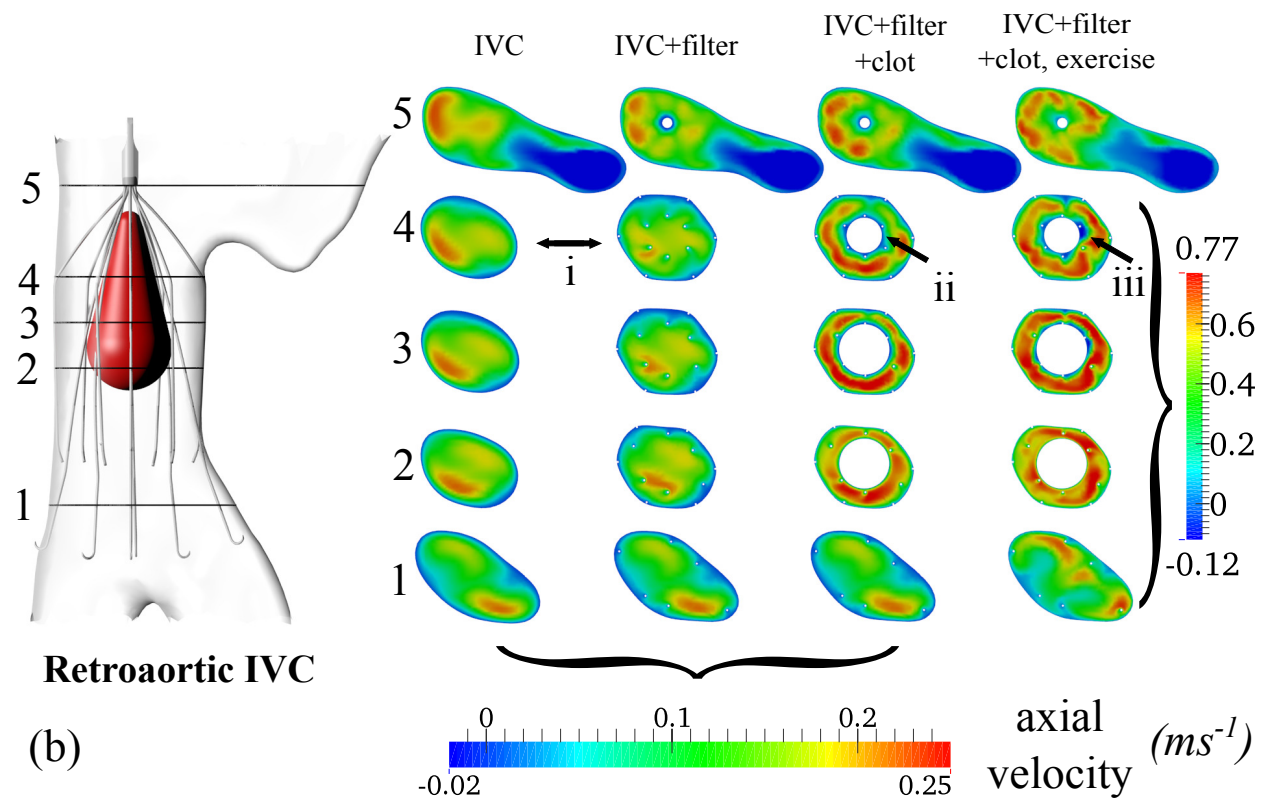 IVC
IVC+filter
IVC+filter
+clot
IVC+filter
+clot, exercise
5
4
3
2
1
5
4
3
2
1
i
ii
iii
0.77
0.6
0.4
0.2
0
-0.12
Retroaortic IVC
(b)
0
0.1
0.2
-0.02
0.25
axial
velocity
(ms⁻¹)